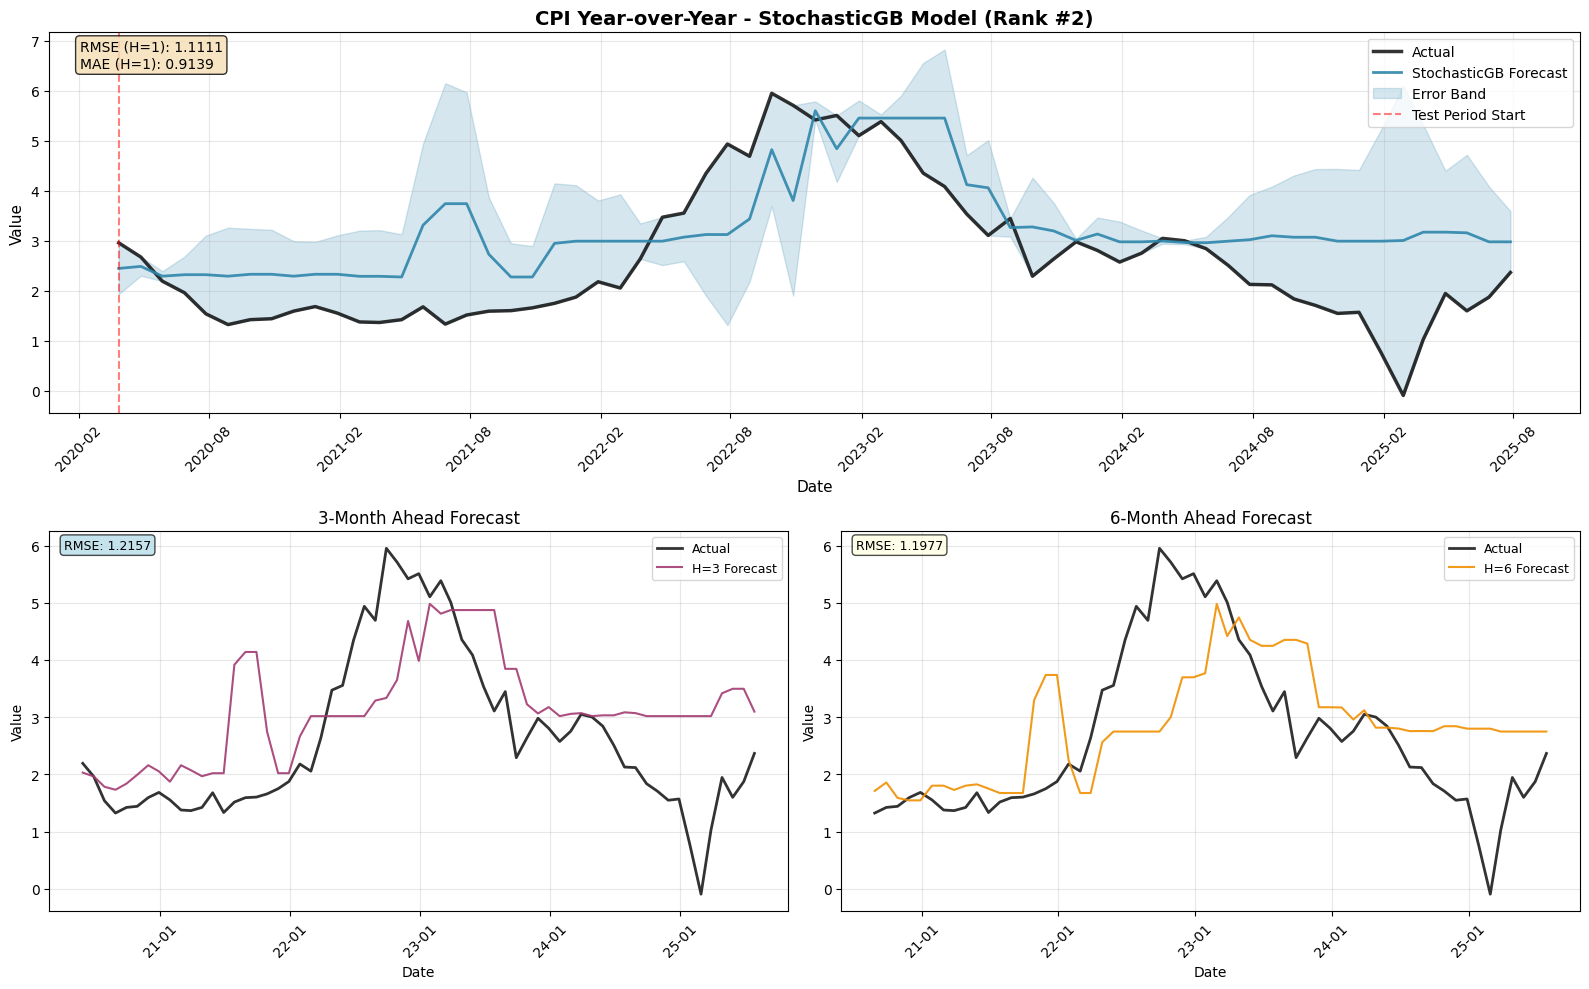 CPI Year-over-Year - StochasticGB Model (Rank #2)
RMSE (H=1): 1.1111
MAE (H=1): 0.9139
Actual
StochasticGB Forecast
Error Band
Test Period Start
Value
7
6
5
4
3
2
1
0
2020-02
2020-08
2021-02
2021-08
2022-02
2022-08
2023-02
2023-08
2024-02
2024-08
2025-02
2025-08
Date
3-Month Ahead Forecast
RMSE: 1.2157
Actual
H=3 Forecast
Value
6
5
4
3
2
1
0
21-01
22-01
23-01
24-01
25-01
Date
6-Month Ahead Forecast
RMSE: 1.1977
Actual
H=6 Forecast
Value
6
5
4
3
2
1
0
21-01
22-01
23-01
24-01
25-01
Date